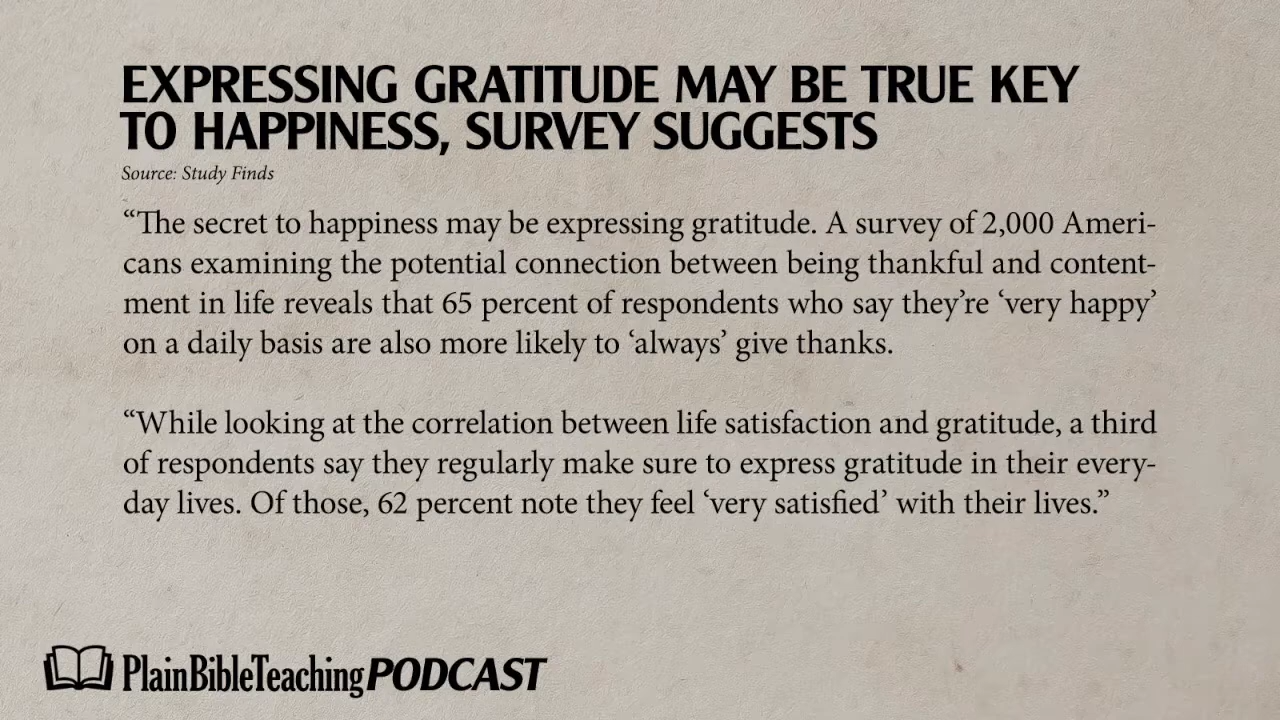 EXPRESSING GRATITUDE MAY BE TRUE KEY
TO HAPPINESS, SURVEY SUGGESTS
Source: Study Finds
“The secret to happiness may be expressing gratitude. A survey of 2,000 Ameri-
cans examining the potential connection between being thankful and content-
ment in life reveals that 65 percent of respondents who say they’re ‘very happy’
on a daily basis are also more likely to ‘always’ give thanks.
“While looking at the correlation between life satisfaction and gratitude, a third
of respondents say they regularly make sure to express gratitude in their every-
day lives. Of those, 62 percent note they feel ‘very satisfied’ with their lives.”
PlainBibleTeaching PODCAST